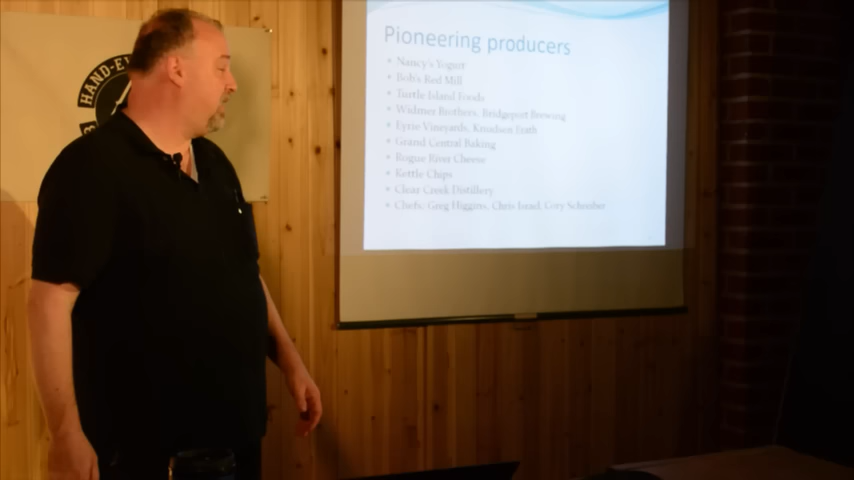 HAND-EY
Pioneering producers
• Nancy's Yogurt
• Bob's Red Mill
• Turtle Island Foods
• Widmer Brothers, Bridgeport Brewing
• Eyrie Vineyards, Knudsen Erath
• Grand Central Baking
• Rogue River Cheese
• Kettle Chips
• Clear Creek Distillery
• Chefs, Greg Higgins, Chris Israel, Cory Schreiber